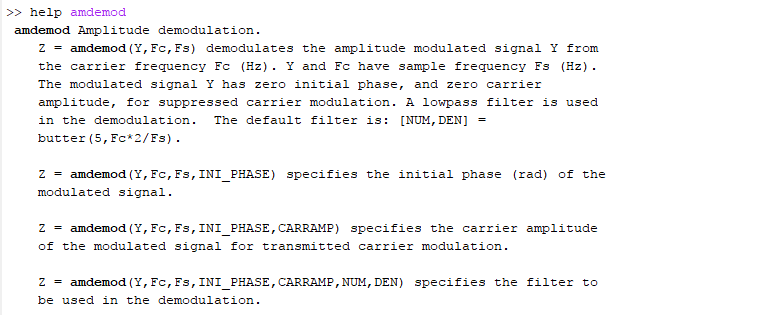 >> help amdemod
amdemod Amplitude demodulation.
Z = amdemod(Y,Fc,Fs) demodulates the amplitude modulated signal Y from
the carrier frequency Fc (Hz). Y and Fc have sample frequency Fs (Hz).
The modulated signal Y has zero initial phase, and zero carrier
amplitude, for suppressed carrier modulation. A lowpass filter is used
in the demodulation.  The default filter is: [NUM,DEN] =
butter(5,Fc*2/Fs).
Z = amdemod(Y,Fc,Fs,INI_PHASE) specifies the initial phase (rad) of the
modulated signal.
Z = amdemod(Y,Fc,Fs,INI_PHASE,CARRAMP) specifies the carrier amplitude
of the modulated signal for transmitted carrier modulation.
Z = amdemod(Y,Fc,Fs,INI_PHASE,CARRAMP,NUM,DEN) specifies the filter to
be used in the demodulation.